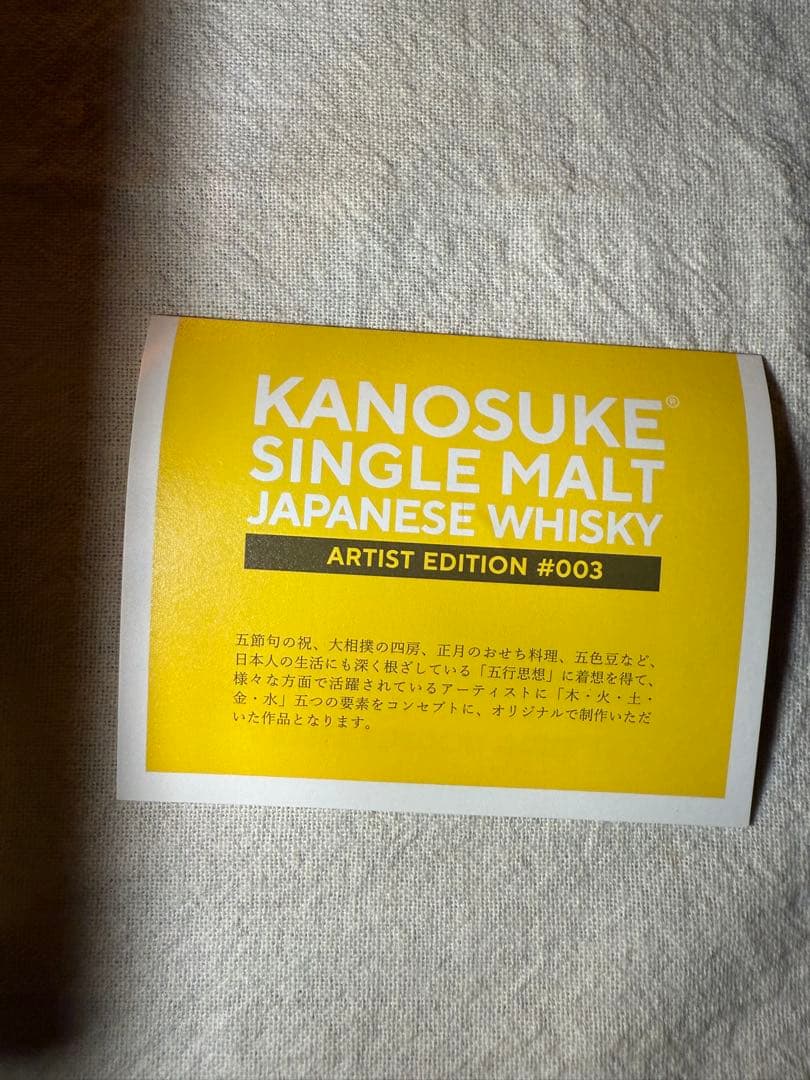 KANOSUKE®
SINGLE MALT
JAPANESE WHISKY
ARTIST EDITION #003
五節句の祝、大相撲の四房、正月のおせち料理、五色豆など、
日本人の生活にも深く根ざしている「五行思想」に着想を得て、
様々な方面で活躍されているアーティストに「木・火・土・
金・水」五つの要素をコンセプトに、オリジナルで制作いただ
いた作品となります。